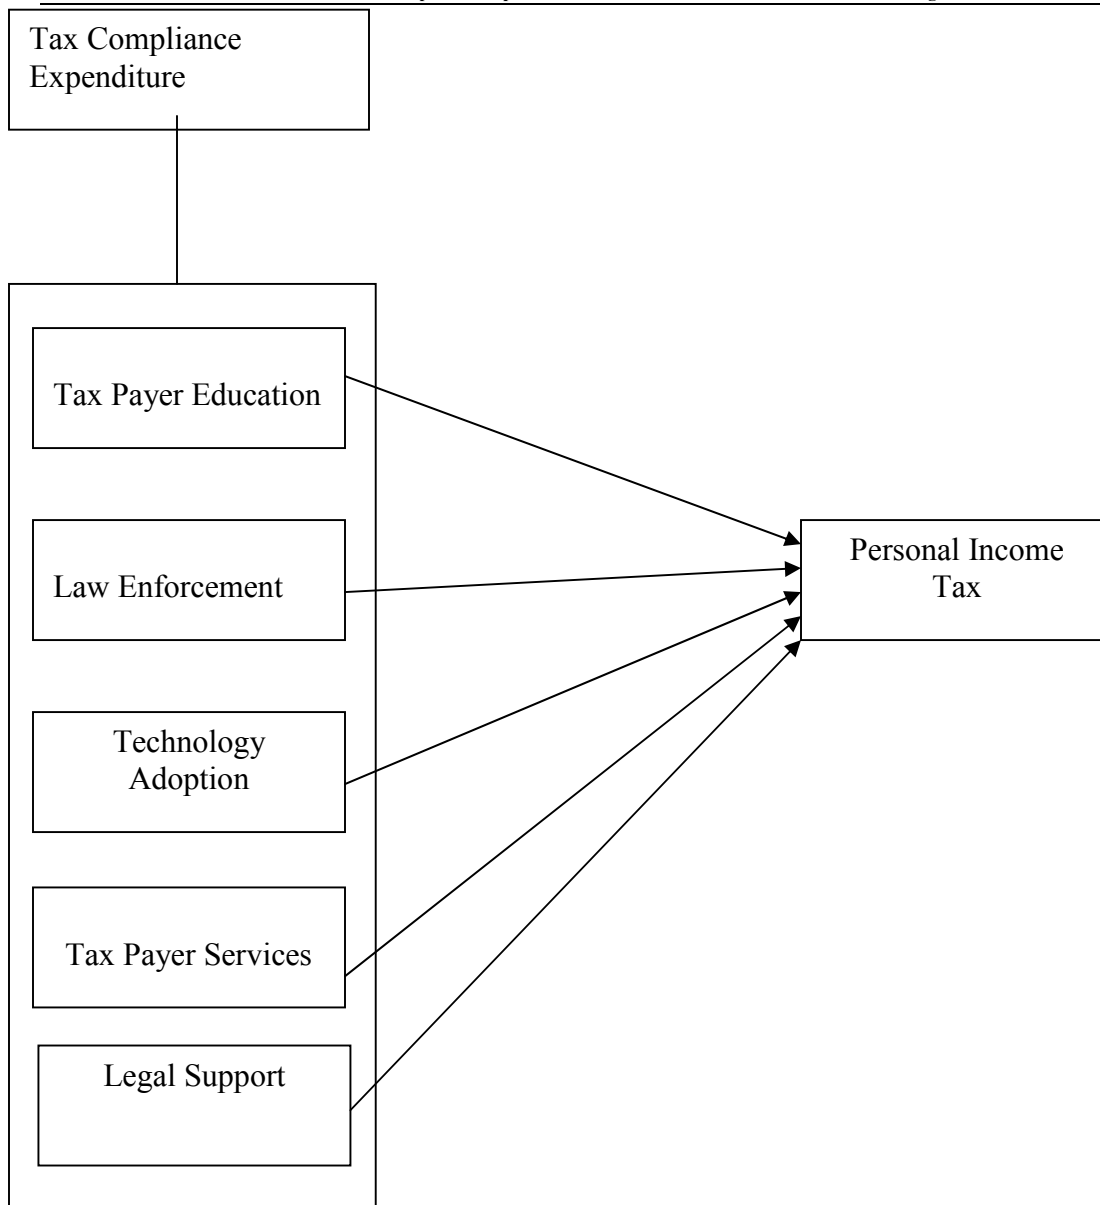 Tax Compliance
Expenditure
Tax Payer Education
Law Enforcement
Personal Income
Tax
Technology
Adoption
Tax Payer Services
Legal Support